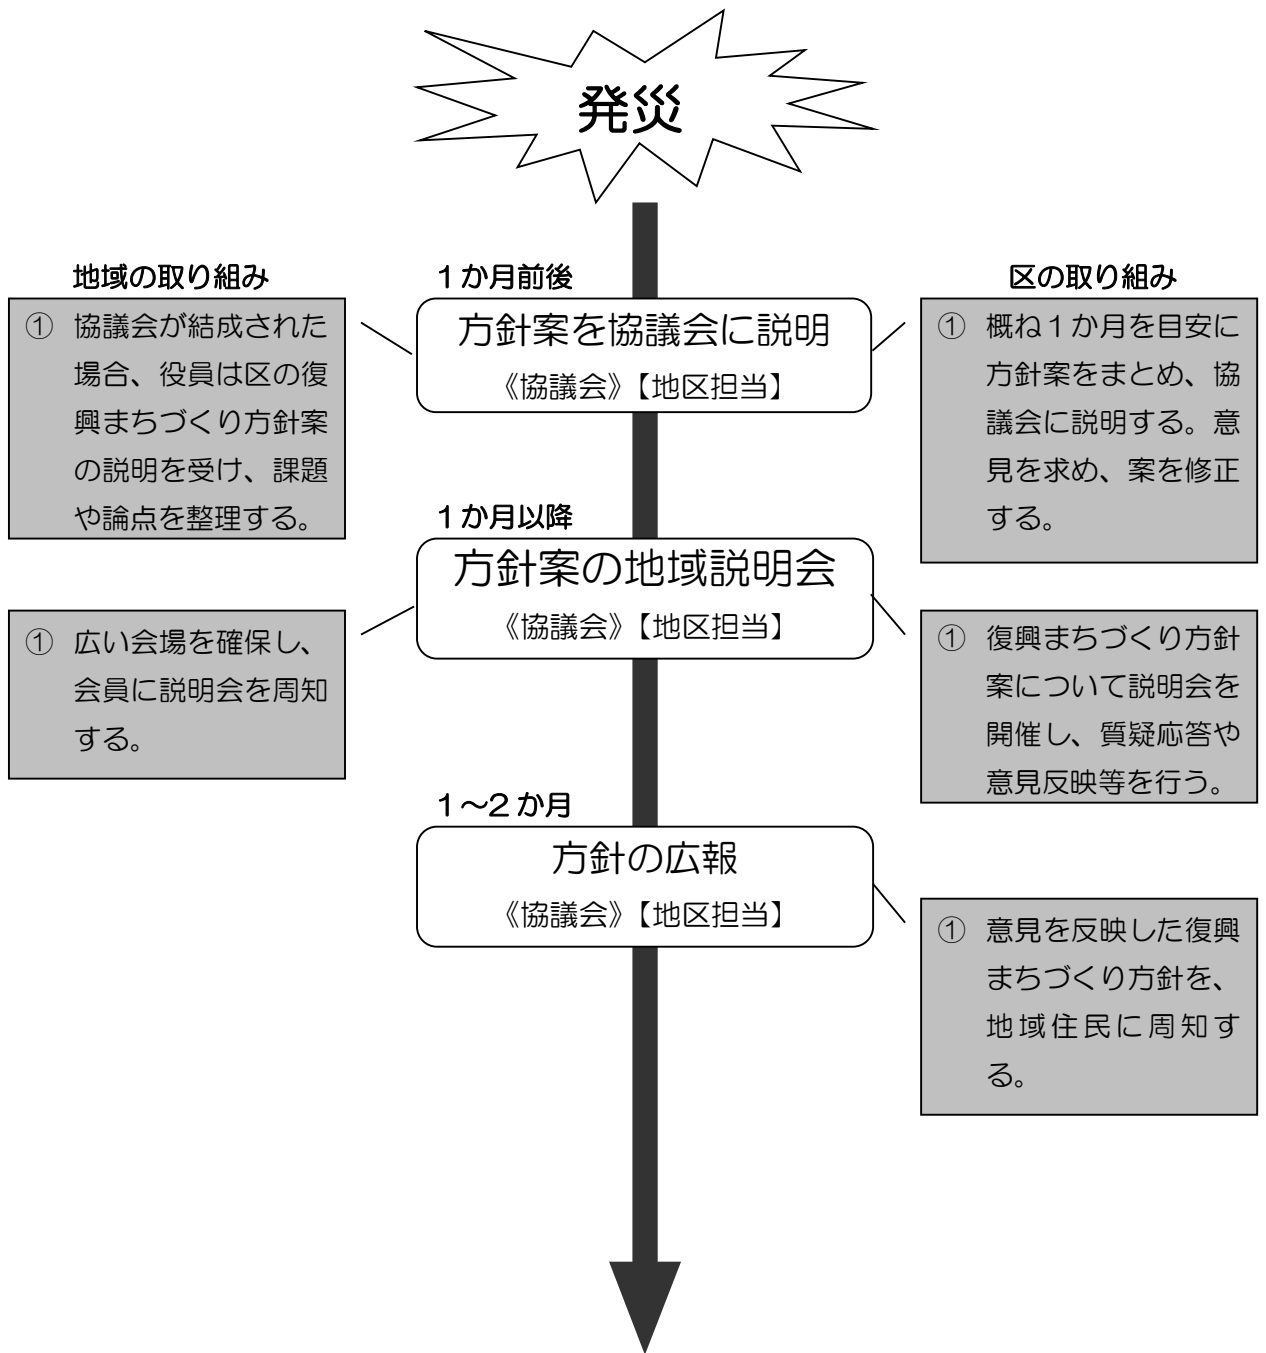 発災
地域の取り組み
1か月前後
区の取り組み
① 協議会が結成された
場合、役員は区の復
興まちづくり方針案
の説明を受け、課題
や論点を整理する。
方針案を協議会に説明
《協議会》【地区担当】
① 概ね1か月を目安に
方針案をまとめ、協
議会に説明する。意
見を求め、案を修正
する。
1か月以降
方針案の地域説明会
《協議会》【地区担当】
① 広い会場を確保し、
会員に説明会を周知
する。
① 復興まちづくり方針
案について説明会を
開催し、質疑応答や
意見反映等を行う。
1～2か月
方針の広報
《協議会》【地区担当】
① 意見を反映した復興
まちづくり方針を、
地域住民に周知す
る。